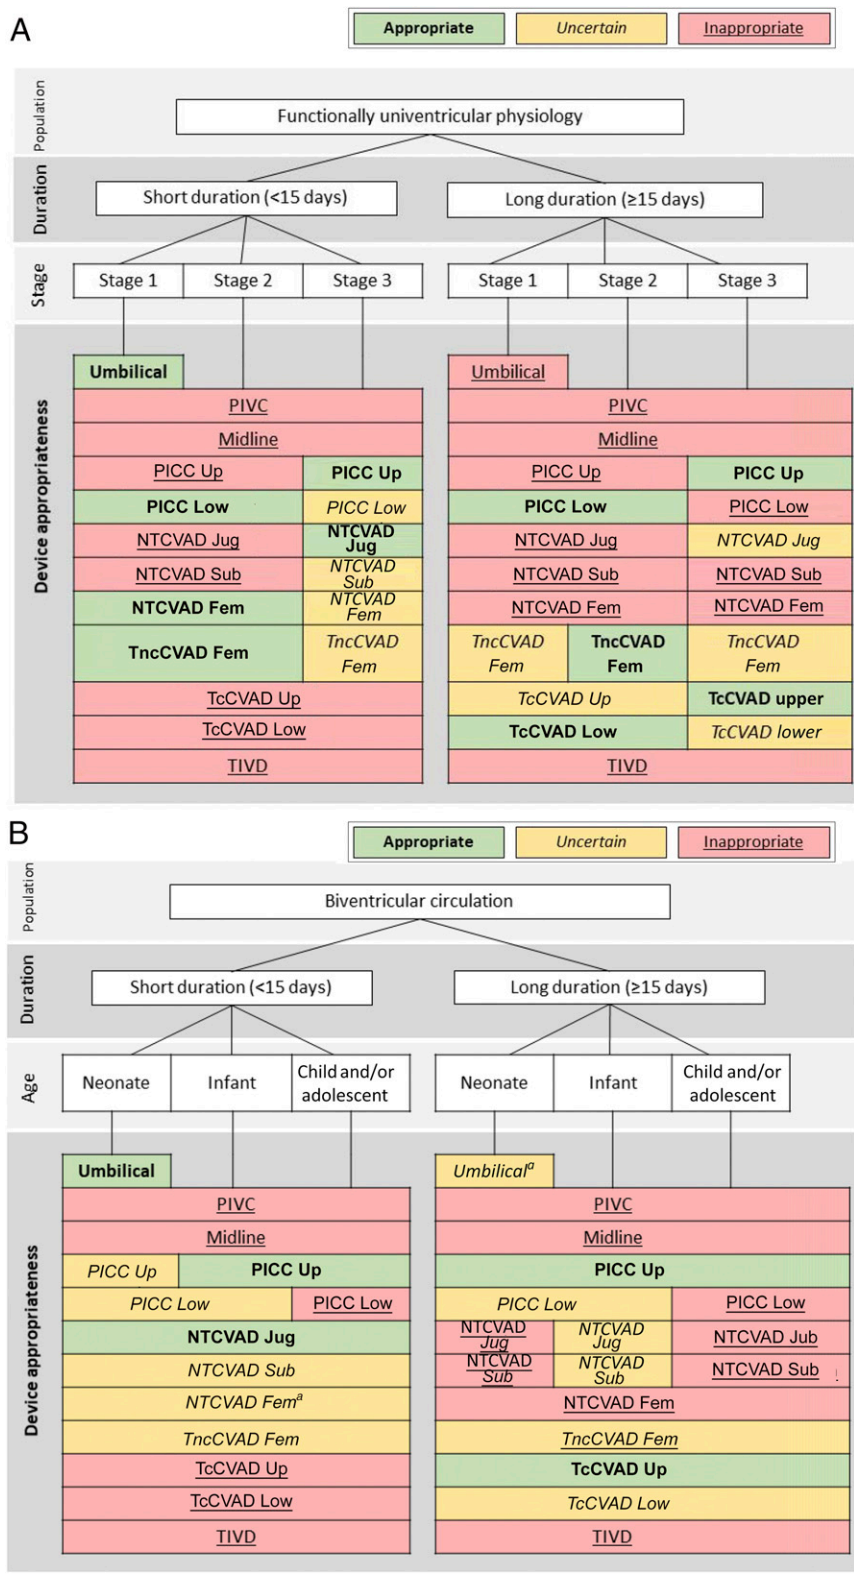 A
Appropriate Uncertain Inappropriate
Population
Functionally univentricular physiology
Duration
Short duration (<15 days) Long duration (≥15 days)
Stage
Stage 1 Stage 2 Stage 3 Stage 1 Stage 2 Stage 3
Device appropriateness
Umbilical Umbilical
PIVC PIVC
Midline Midline
PICC Up PICC Up PICC Up PICC Up
PICC Low PICC Low PICC Low PICC Low
NTCVAD Jug NTCVAD
Jug NTCVAD Jug NTCVAD Jug
NTCVAD Sub NTCVAD
Sub NTCVAD Sub NTCVAD Sub
NTCVAD Fem NTCVAD
Fem NTCVAD Fem NTCVAD Fem
TncCVAD Fem TncCVAD
Fem TncCVAD
Fem TncCVAD
Fem TncCVAD
Fem
TcCVAD Up TcCVAD Up TcCVAD upper
TcCVAD Low TcCVAD Low TcCVAD lower
TIVD TIVD
B
Appropriate Uncertain Inappropriate
Population
Biventricular circulation
Duration
Short duration (<15 days) Long duration (≥15 days)
Age
Neonate Infant Child and/or
adolescent Neonate Infant Child and/or
adolescent
Device appropriateness
Umbilical Umbilicalᵃ
PIVC PIVC
Midline Midline
PICC Up PICC Up PICC Up
PICC Low PICC Low PICC Low PICC Low
NTCVAD Jug NTCVAD
Jug NTCVAD
Jug NTCVAD Jub
NTCVAD Sub NTCVAD
Sub NTCVAD
Sub NTCVAD Sub
NTCVAD Femᵃ NTCVAD Fem
TncCVAD Fem TncCVAD Fem
TcCVAD Up TcCVAD Up
TcCVAD Low TcCVAD Low
TIVD TIVD